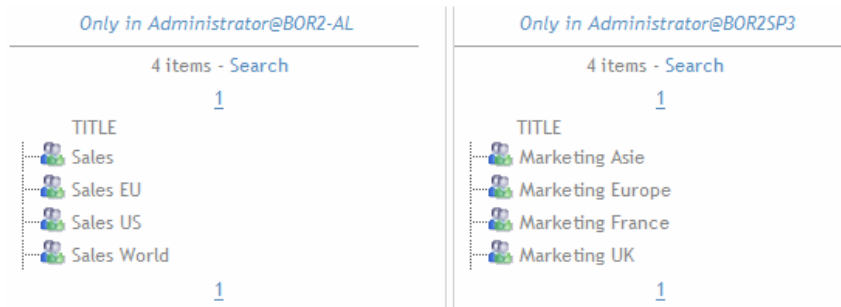 Only in Administrator@BOR2-AL
4 items - Search
1
TITLE
Sales
Sales EU
Sales US
Sales World
1
Only in Administrator@BOR2SP3
4 items - Search
1
TITLE
Marketing Asie
Marketing Europe
Marketing France
Marketing UK
1